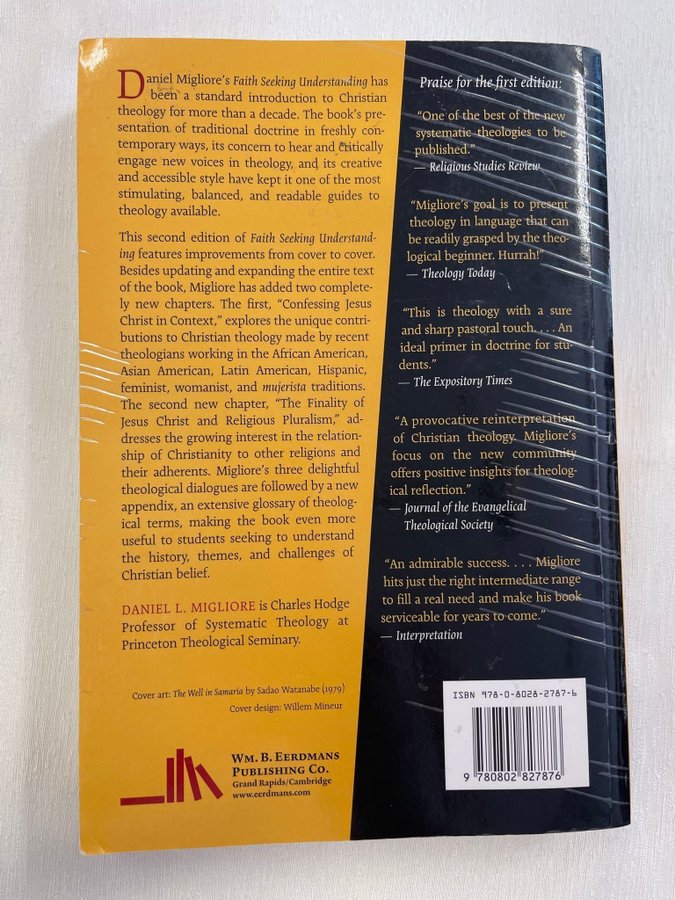 Daniel Migliore's Faith Seeking Understanding has
been a standard introduction to Christian
theology for more than a decade. The book's pre-
sentation of traditional doctrine in freshly con-
temporary ways, its concern to hear and critically
engage new voices in theology, and its creative
and accessible style have kept it one of the most
stimulating, balanced, and readable guides to
theology available.
This second edition of Faith Seeking Understand-
ing features improvements from cover to cover.
Besides updating and expanding the entire text
of the book, Migliore has added two complete-
ly new chapters. The first, "Confessing Jesus
Christ in Context," explores the unique contri-
butions to Christian theology made by recent
theologians working in the African American,
Asian American, Latin American, Hispanic,
feminist, womanist, and mujerista traditions.
The second new chapter, "The Finality of
Jesus Christ and Religious Pluralism," ad-
dresses the growing interest in the relation-
ship of Christianity to other religions and
their adherents. Migliore's three delightful
theological dialogues are followed by a new
appendix, an extensive glossary of theolog-
ical terms, making the book even more
useful to students seeking to understand
the history, themes, and challenges of
Christian belief.
DANIEL L. MIGLIORE is Charles Hodge
Professor of Systematic Theology at
Princeton Theological Seminary.
Cover art: The Well in Samaria by Sadao Watanabe (1979)
Cover design: Willem Mineur
WM. B. EERDMANS
PUBLISHING CO.
Grand Rapids/Cambridge
www.eerdmans.com
Praise for the first edition:
"One of the best of the new
systematic theologies to be
published."
— Religious Studies Review
"Migliore's goal is to present
theology in language that can
be readily grasped by the theo-
logical beginner. Hurrah!"
— Theology Today
"This is theology with a sure
and sharp pastoral touch. . . . An
ideal primer in doctrine for stu-
dents."
— The Expository Times
"A provocative reinterpretation
of Christian theology. Migliore's
focus on the new community
offers positive insights for theolog-
ical reflection."
— Journal of the Evangelical
Theological Society
"An admirable success. . . . Migliore
hits just the right intermediate range
to fill a real need and make his book
serviceable for years to come."
— Interpretation
ISBN 978-0-8028-2787-6
9 780802 827876